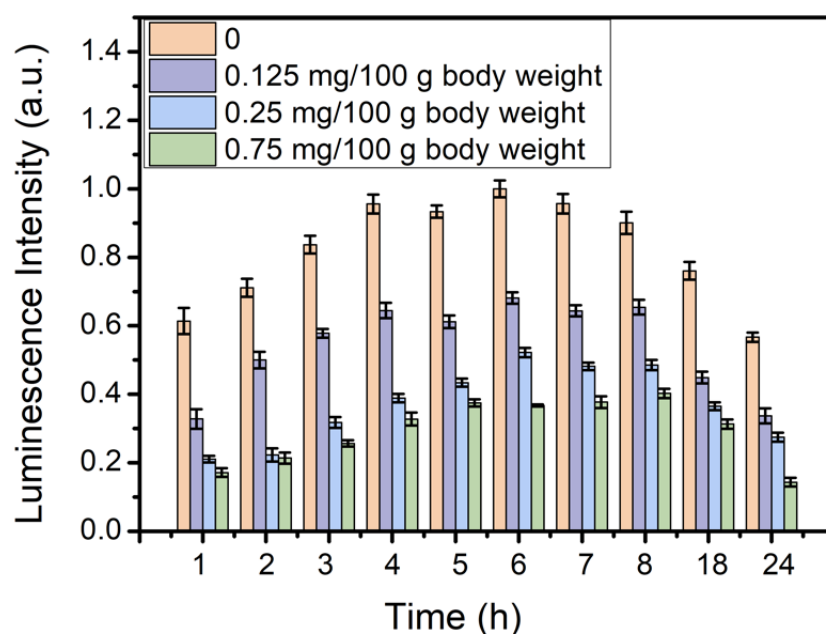 Luminescence Intensity (a.u.)
1.4
1.2
1.0
0.8
0.6
0.4
0.2
0.0
0
0.125 mg/100 g body weight
0.25 mg/100 g body weight
0.75 mg/100 g body weight
1 2 3 4 5 6 7 8 18 24
Time (h)